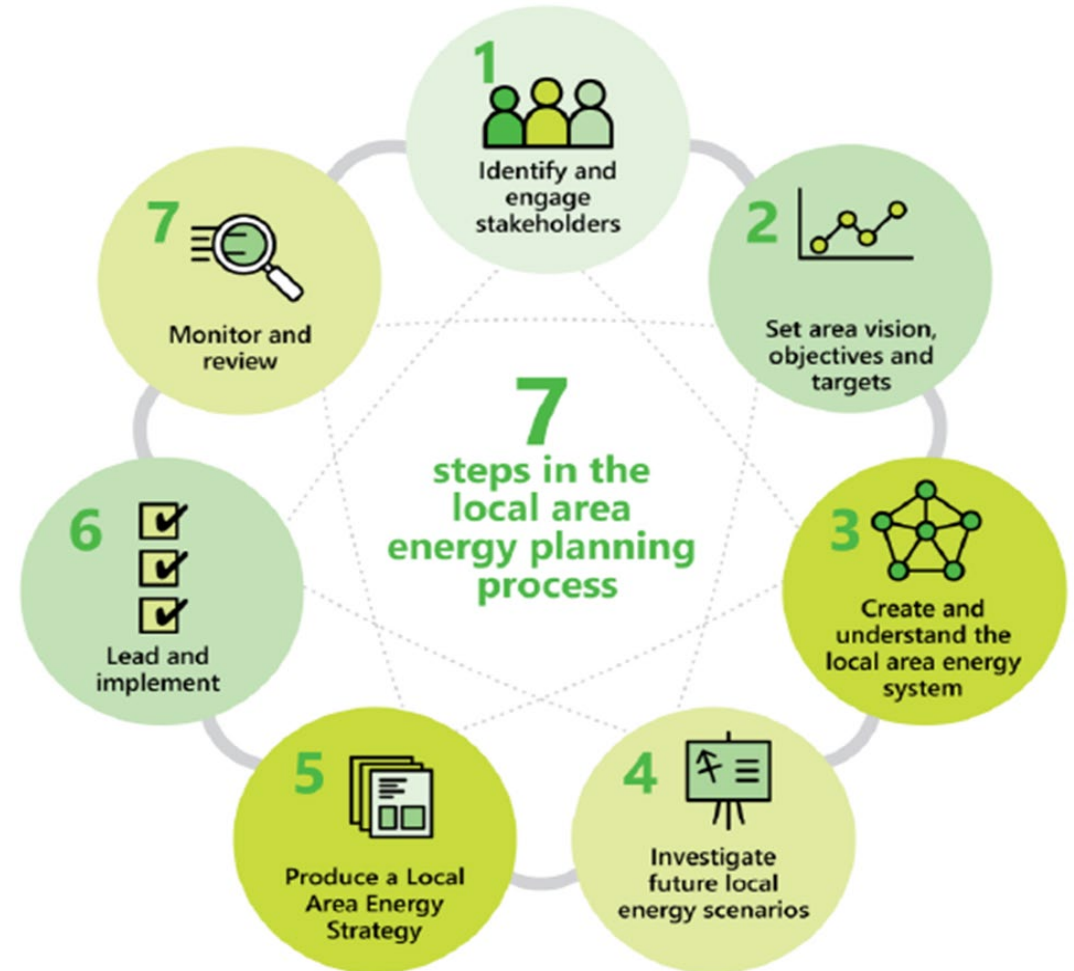 1
Identify and
engage
stakeholders
2
Set area vision,
objectives and
targets
3
Create and
understand the
local area energy
system
4
Investigate
future local
energy scenarios
5
Produce a Local
Area Energy
Strategy
6
Lead and
implement
7
Monitor and
review
7
steps in the
local area
energy planning
process